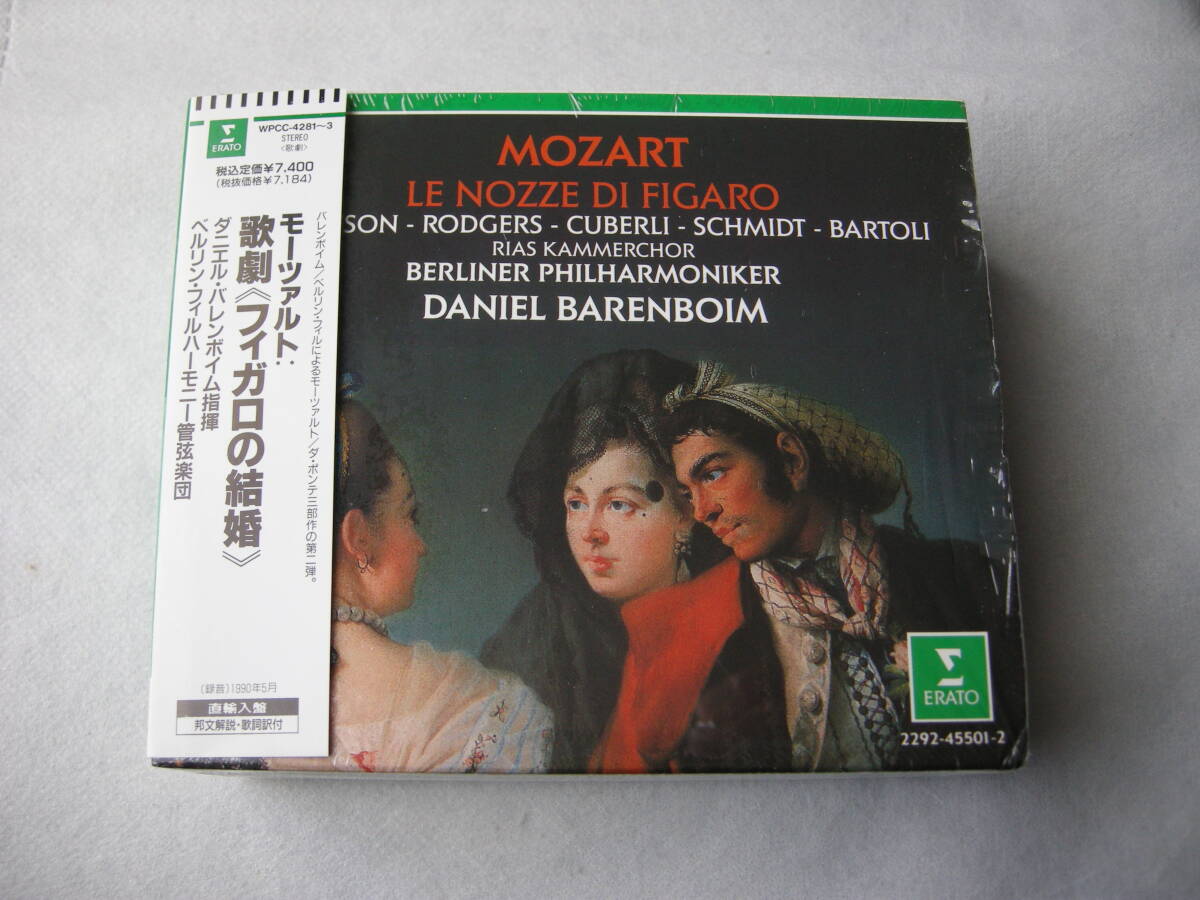 WPCC-4281～3
STEREO
〈歌劇〉
ERATO
税込定価¥7,400
(税抜価格¥7,184)
バレンボイム/ベルリン・フィルによるモーツァルト/ダ・ポンテ三部作の第二弾。
モーツァルト:
歌劇《フィガロの結婚》
ダニエル・バレンボイム指揮
ベルリン・フィルハーモニー管弦楽団
(録音)1990年5月
直輸入盤
邦文解説・歌詞訳付
MOZART
LE NOZZE DI FIGARO
SON - RODGERS - CUBERLI - SCHMIDT - BARTOLI
RIAS KAMMERCHOR
BERLINER PHILHARMONIKER
DANIEL BARENBOIM
ERATO
2292-45501-2